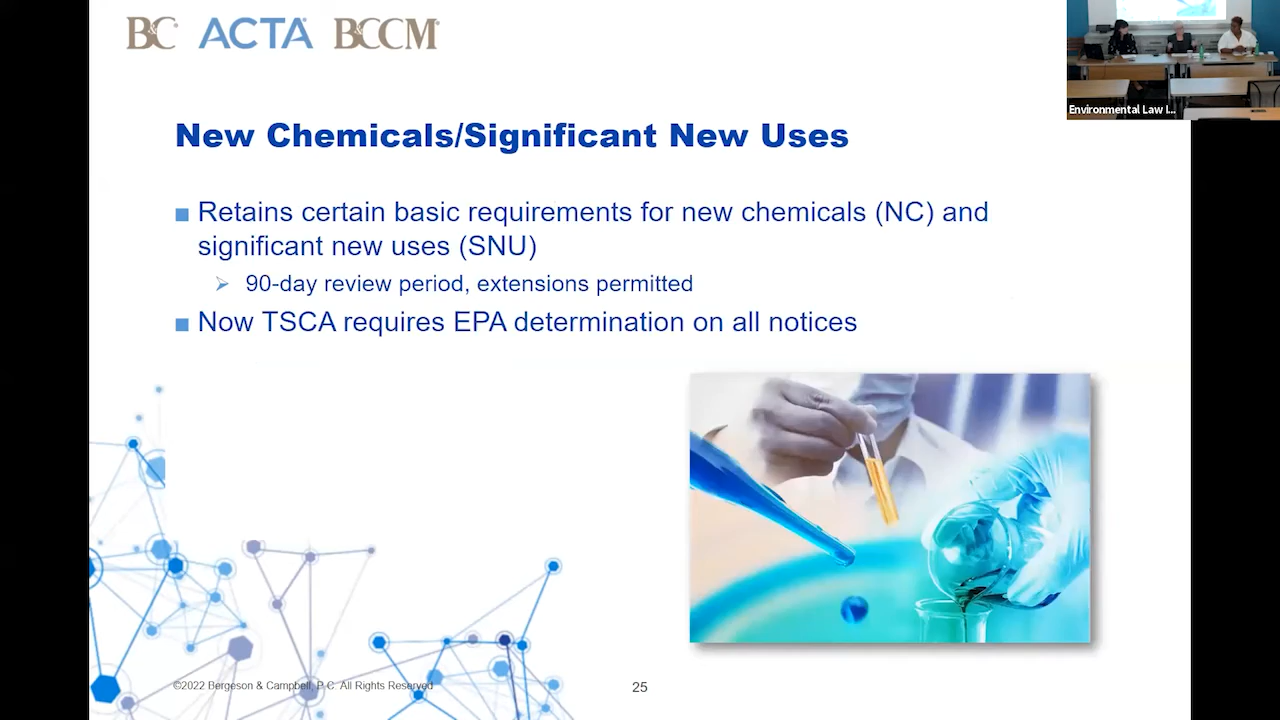 B&C® ACTA® BCCM®
Environmental Law I...
New Chemicals/Significant New Uses
Retains certain basic requirements for new chemicals (NC) and
significant new uses (SNU)
90-day review period, extensions permitted
Now TSCA requires EPA determination on all notices
©2022 Bergeson & Campbell, P.C. All Rights Reserved
25